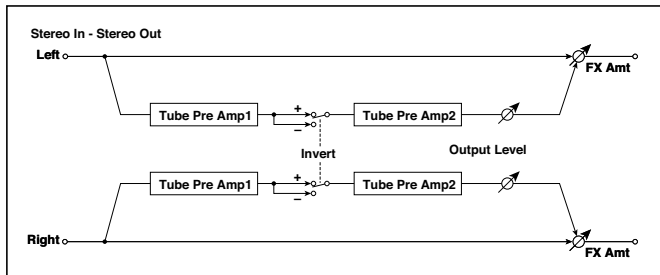 Stereo In - Stereo Out
Left
FX Amt
Tube Pre Amp1
+
−
Tube Pre Amp2
Invert
Output Level
Tube Pre Amp1
+
−
Tube Pre Amp2
Right
FX Amt